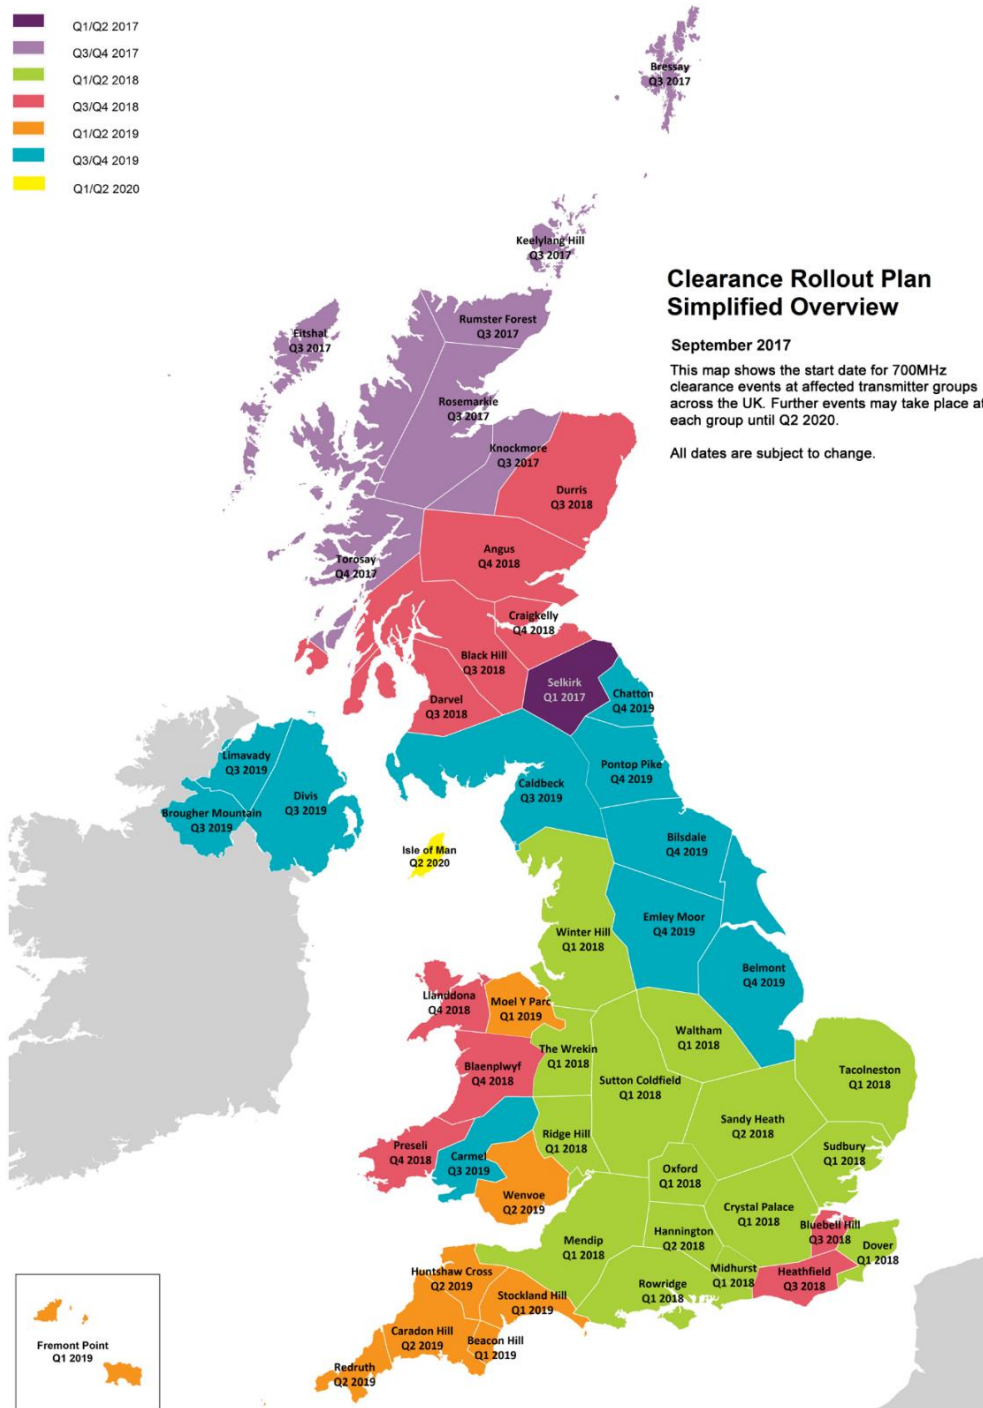 Q1/Q2 2017
Q3/Q4 2017
Q1/Q2 2018
Q3/Q4 2018
Q1/Q2 2019
Q3/Q4 2019
Q1/Q2 2020
Clearance Rollout Plan
Simplified Overview
September 2017
This map shows the start date for 700MHz
clearance events at affected transmitter groups
across the UK. Further events may take place at
each group until Q2 2020.
All dates are subject to change.
Bressay
Q3 2017
Keelylang Hill
Q3 2017
Rumster Forest
Q3 2017
Eitshal
Q3 2017
Rosemarkie
Q3 2017
Knockmore
Q3 2017
Durris
Q3 2018
Torosay
Q4 2017
Angus
Q4 2018
Craigkelly
Q4 2018
Black Hill
Q3 2018
Darvel
Q3 2018
Selkirk
Q1 2017
Chatton
Q4 2019
Limavady
Q3 2019
Divis
Q3 2019
Brougher Mountain
Q3 2019
Caldbeck
Q3 2019
Pontop Pike
Q4 2019
Isle of Man
Q2 2020
Bilsdale
Q4 2019
Winter Hill
Q1 2018
Emley Moor
Q4 2019
Belmont
Q4 2019
Llanddona
Q4 2018
Moel Y Parc
Q1 2019
Waltham
Q1 2018
The Wrekin
Q1 2018
Blaenplwyf
Q4 2018
Sutton Coldfield
Q1 2018
Tacolneston
Q1 2018
Sandy Heath
Q2 2018
Ridge Hill
Q1 2018
Preseli
Q4 2018
Carmel
Q3 2019
Sudbury
Q1 2018
Oxford
Q1 2018
Wenvoe
Q2 2019
Crystal Palace
Q1 2018
Bluebell Hill
Q3 2018
Mendip
Q1 2018
Hannington
Q2 2018
Dover
Q1 2018
Midhurst
Q1 2018
Heathfield
Q3 2018
Huntshaw Cross
Q2 2019
Rowridge
Q1 2018
Stockland Hill
Q1 2019
Caradon Hill
Q2 2019
Beacon Hill
Q1 2019
Redruth
Q2 2019
Fremont Point
Q1 2019